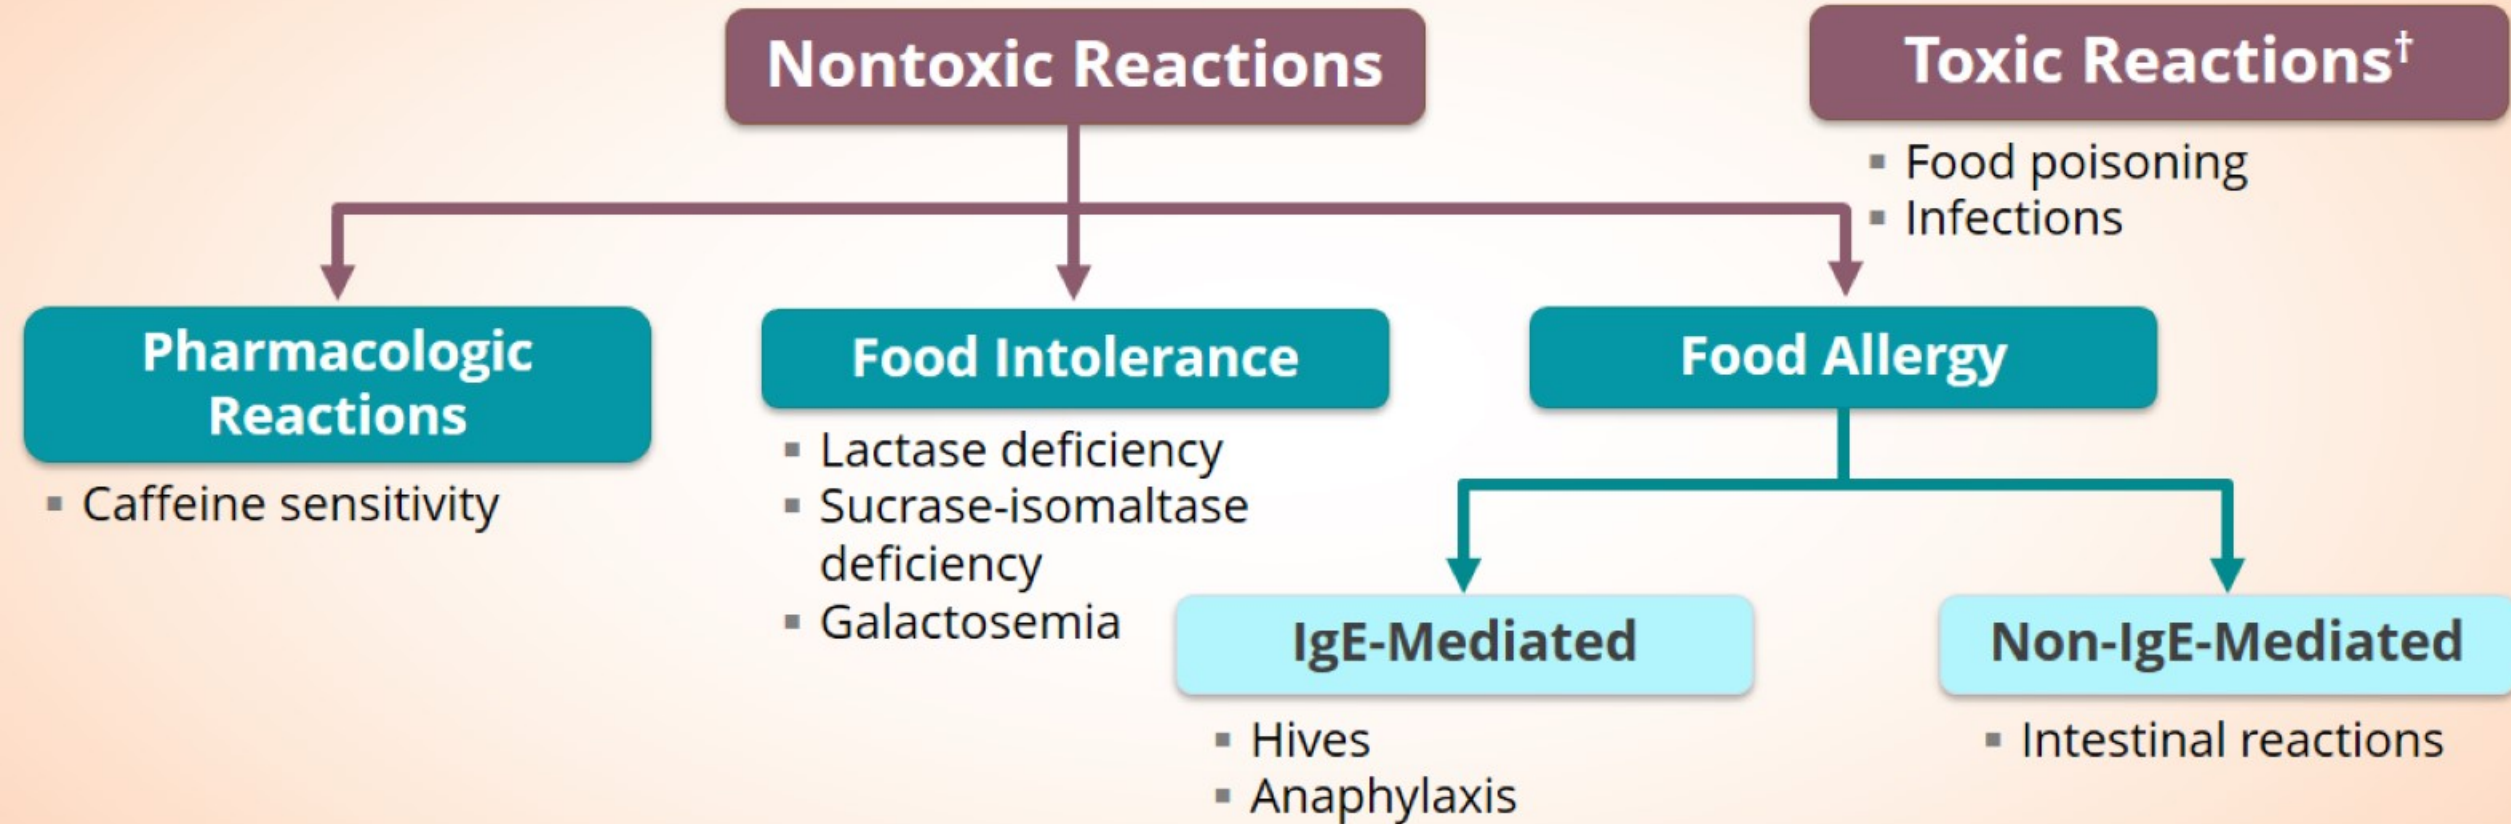 Nontoxic Reactions
Toxic Reactions†
▪ Food poisoning
▪ Infections
Pharmacologic
Reactions
▪ Caffeine sensitivity
Food Intolerance
▪ Lactase deficiency
▪ Sucrase-isomaltase
deficiency
▪ Galactosemia
Food Allergy
IgE-Mediated
▪ Hives
▪ Anaphylaxis
Non-IgE-Mediated
▪ Intestinal reactions